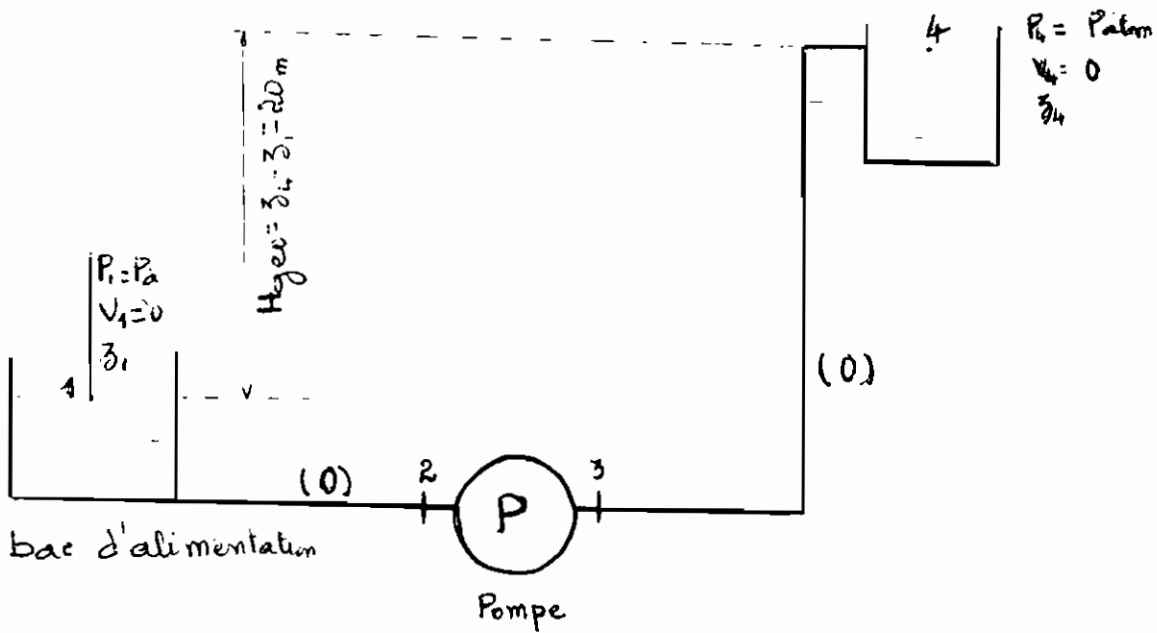 4
P₄ = Patm
V₄ = 0
z₄
Hgeo = z₄ - z₁ = 20m
P₁ = Pa
V₁ = 0
z₁
1
(0)
(0)
2
3
P
bac d'alimentation
Pompe